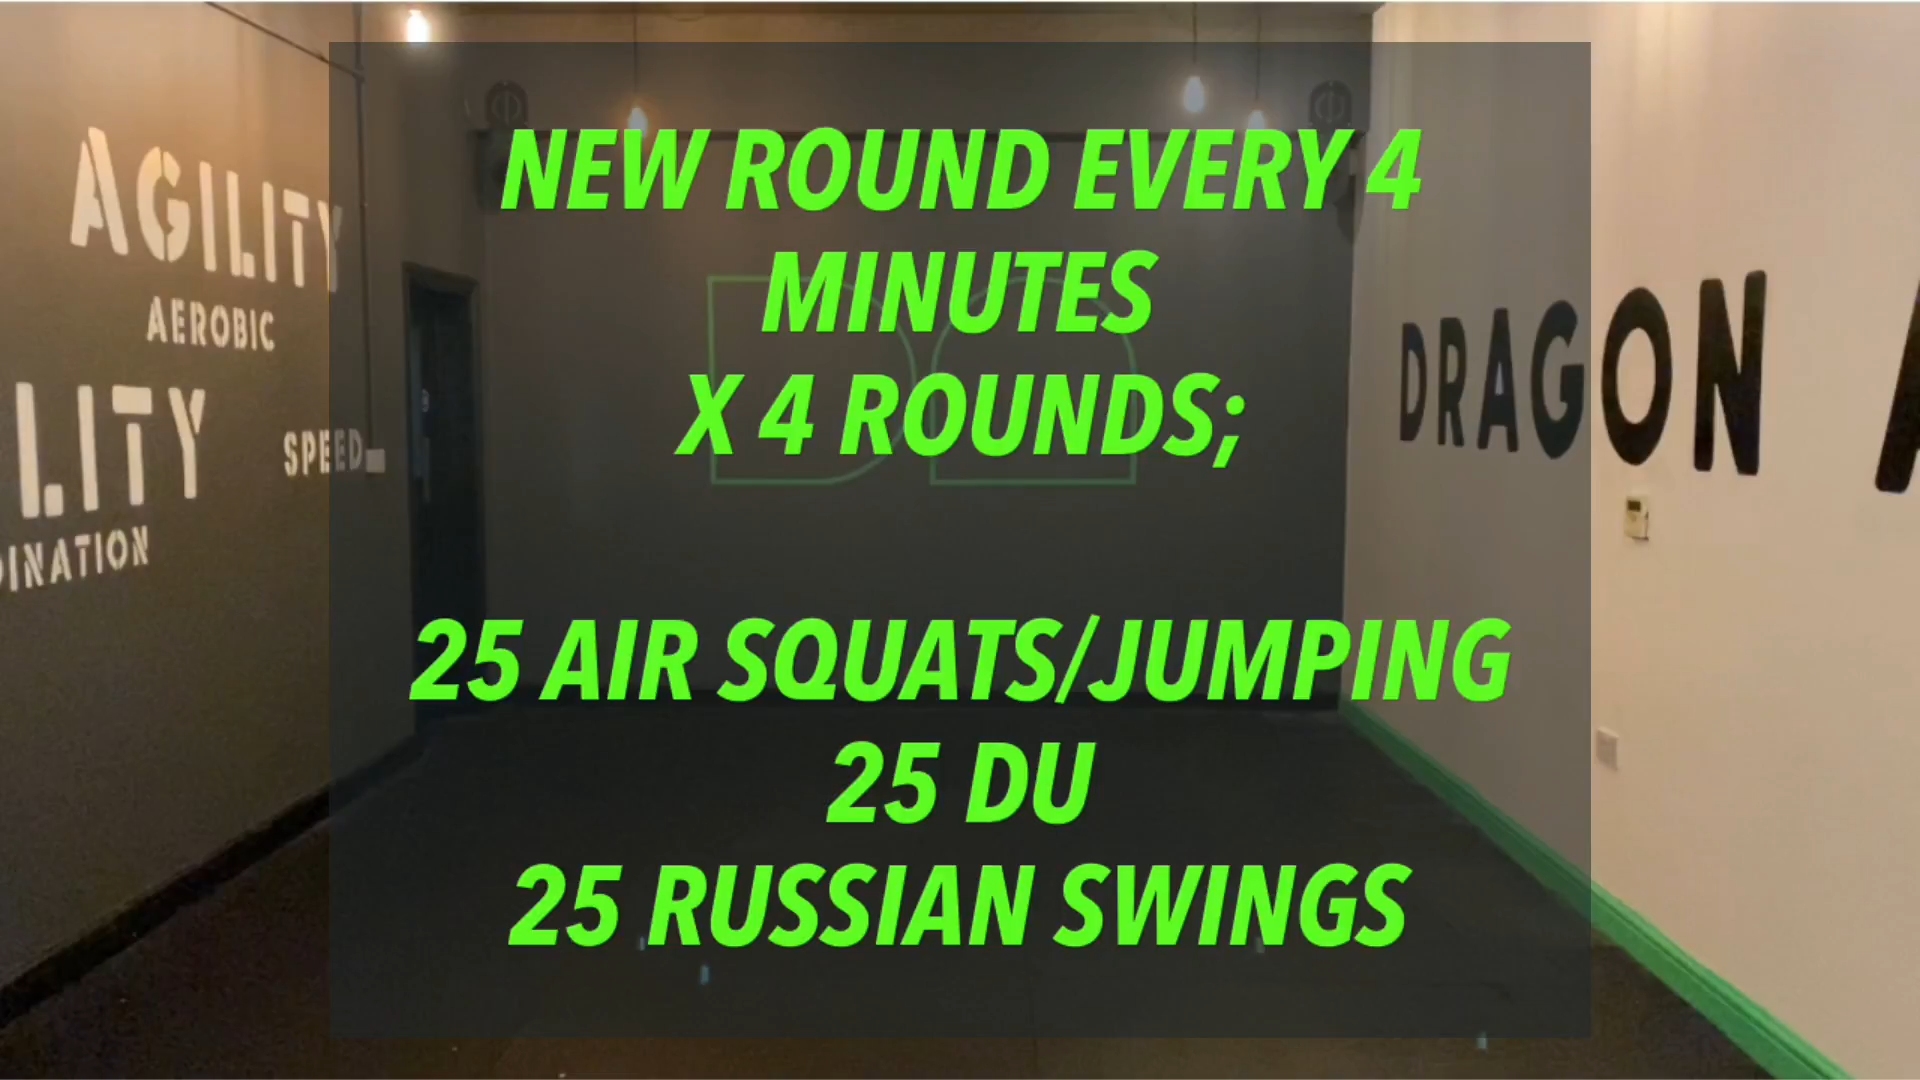 NEW ROUND EVERY 4
MINUTES
X 4 ROUNDS;
25 AIR SQUATS/JUMPING
25 DU
25 RUSSIAN SWINGS
AGILITY
AEROBIC
LITY
SPEED
DINATION
DRAGON